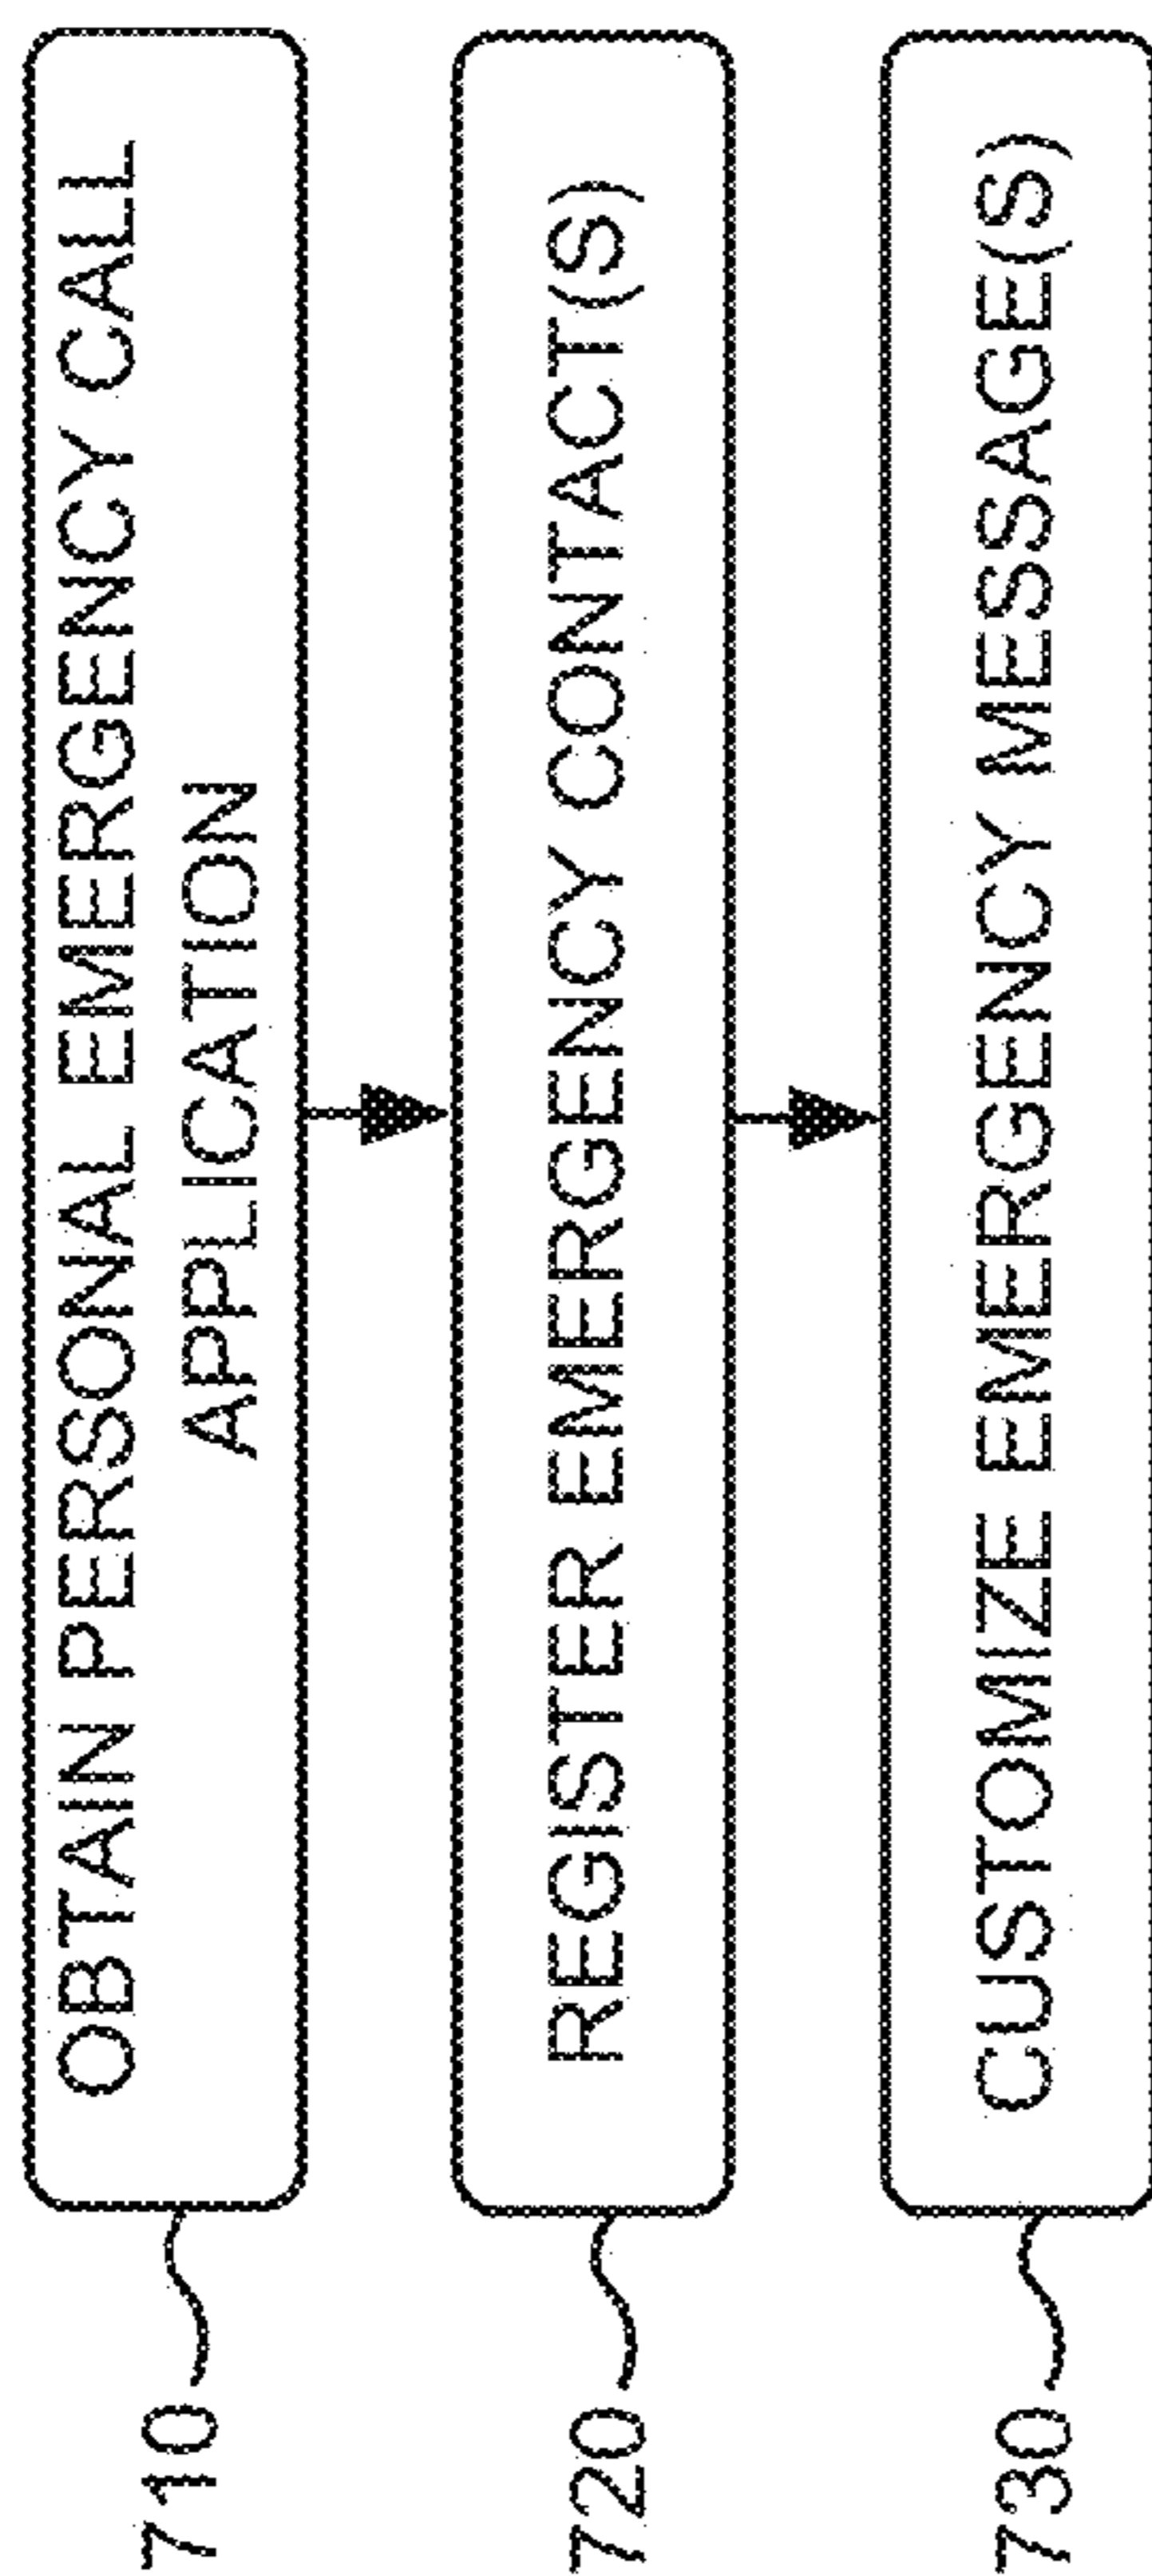 710
OBTAIN PERSONAL EMERGENCY CALL
APPLICATION
720
REGISTER EMERGENCY CONTACT(S)
730
CUSTOMIZE EMERGENCY MESSAGE(S)